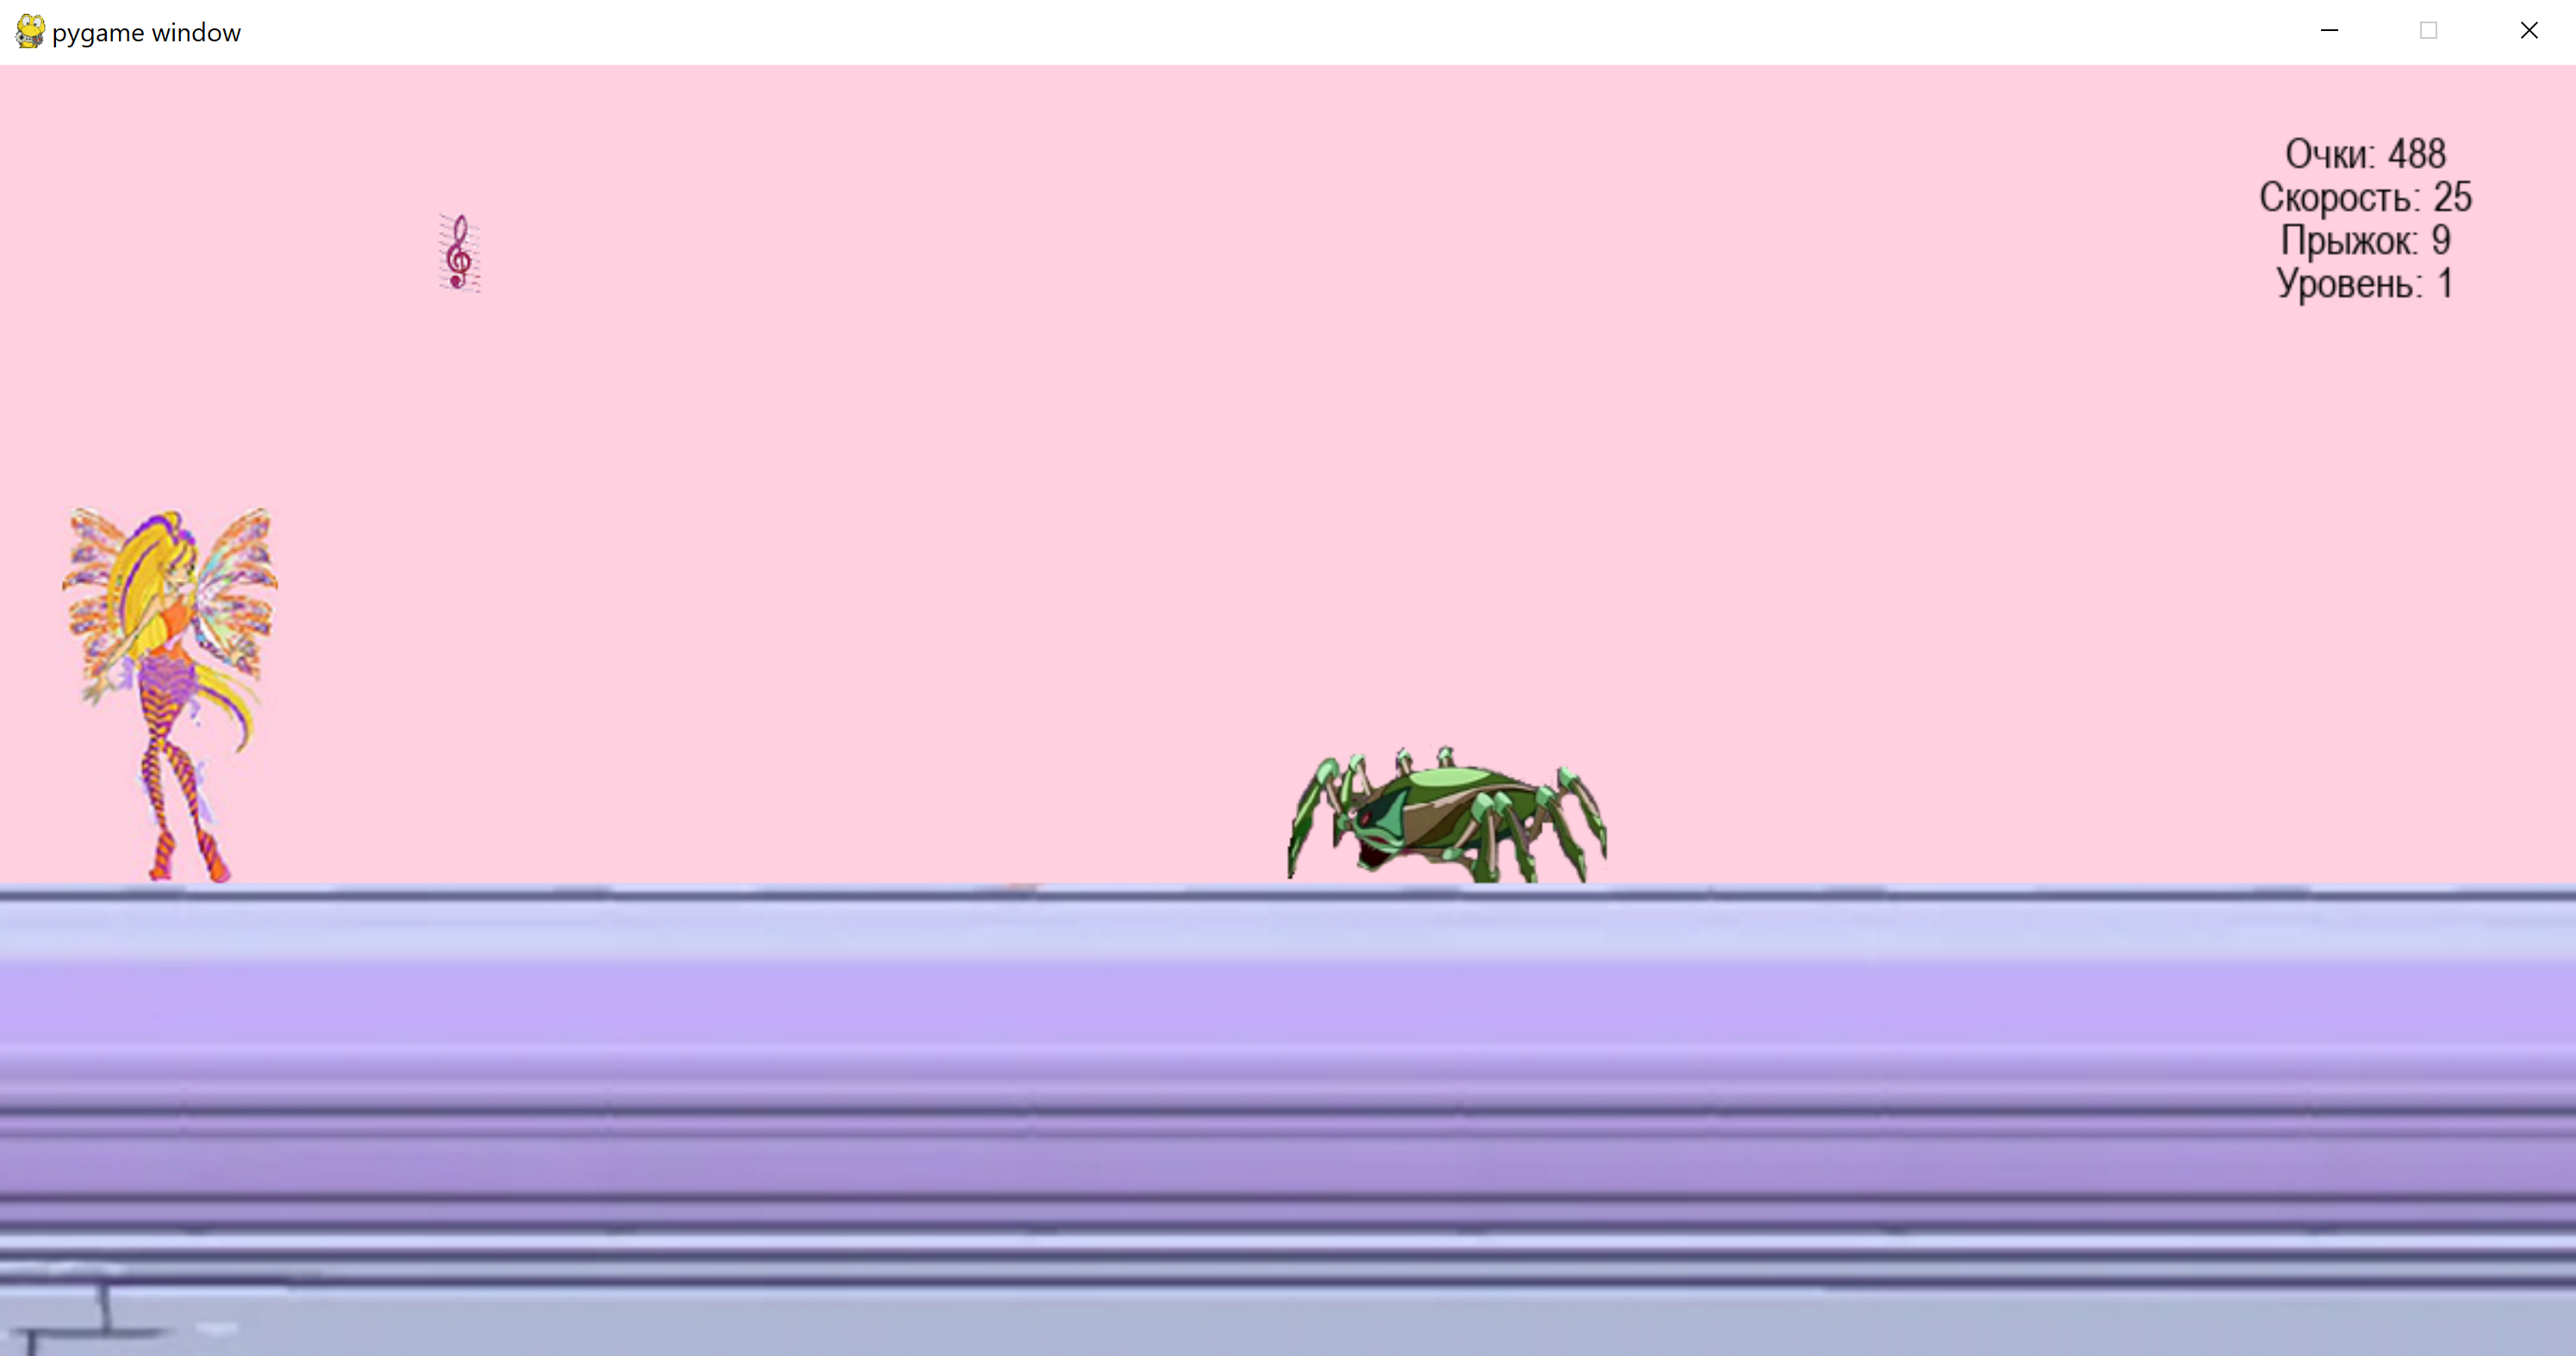 pygame window
Очки: 488
Скорость: 25
Прыжок: 9
Уровень: 1